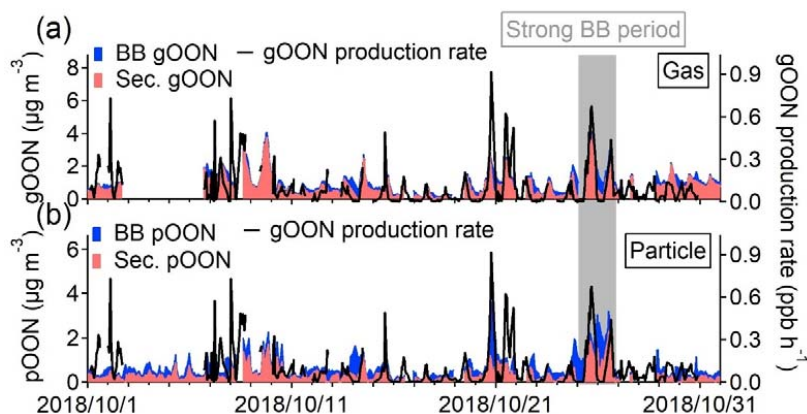 (a)
Strong BB period
BB gOON — gOON production rate
Sec. gOON
Gas
gOON (µg m⁻³)
8
6
4
2
0
0.9
0.6
0.3
0.0
gOON production rate (ppb h⁻¹)
(b)
BB pOON — gOON production rate
Sec. pOON
Particle
pOON (µg m⁻³)
6
4
2
0
0.9
0.6
0.3
0.0
2018/10/1 2018/10/11 2018/10/21 2018/10/31